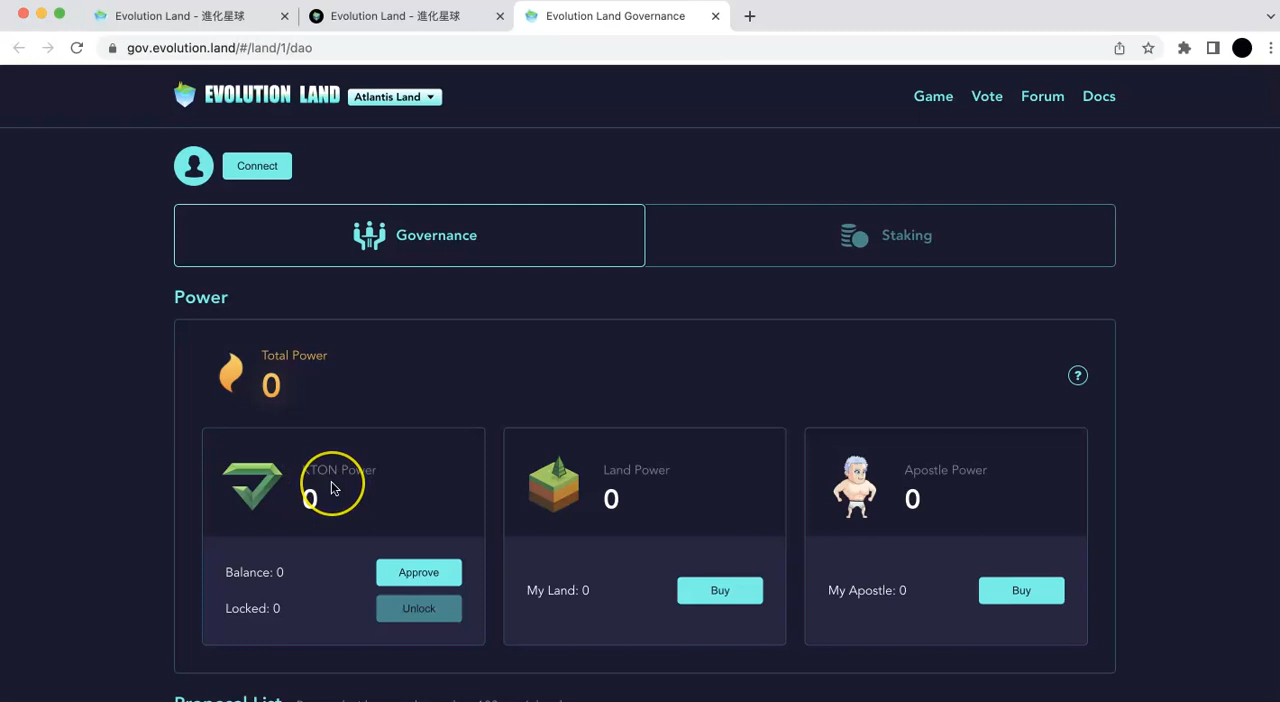 Evolution Land - 進化星球
Evolution Land - 進化星球
Evolution Land Governance
gov.evolution.land/#/land/1/dao
EVOLUTION LAND
Atlantis Land
Game Vote Forum Docs
Connect
Governance
Staking
Power
Total Power
0
?
KTON Power
0
Land Power
0
Apostle Power
0
Balance: 0
Approve
Locked: 0
Unlock
My Land: 0
Buy
My Apostle: 0
Buy
Proposal List